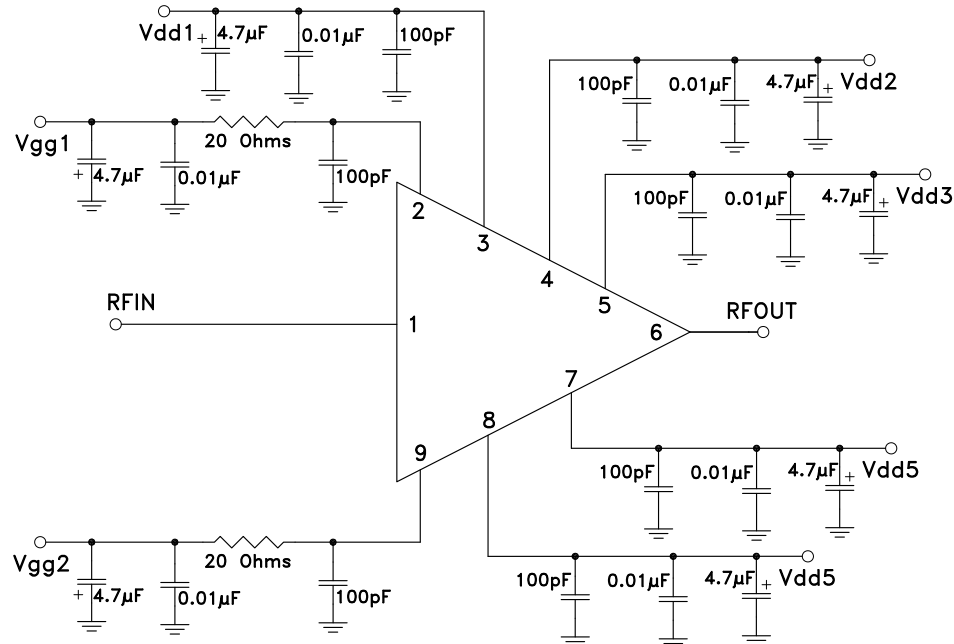 Vdd1 + 4.7µF 0.01µF 100pF
100pF 0.01µF 4.7µF + Vdd2
Vgg1 + 4.7µF 0.01µF 20 Ohms 100pF
100pF 0.01µF 4.7µF + Vdd3
2
3
4
5
RFIN
1
6
RFOUT
7
8
9
100pF 0.01µF 4.7µF + Vdd5
Vgg2 + 4.7µF 0.01µF 20 Ohms 100pF
100pF 0.01µF 4.7µF + Vdd5